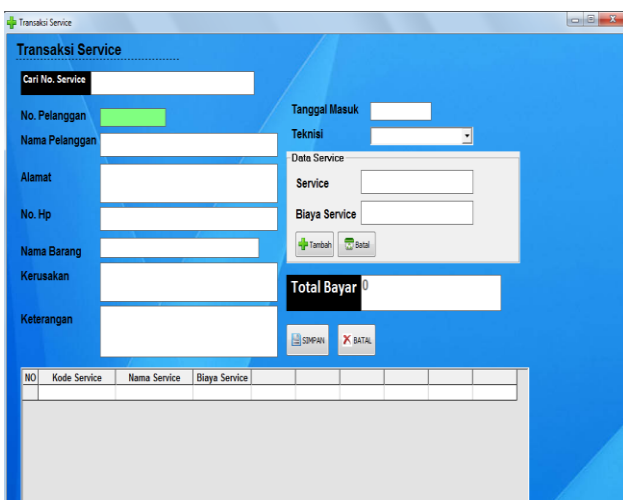 Transaksi Service
Transaksi Service
Cari No. Service
No. Pelanggan
Nama Pelanggan
Alamat
No. Hp
Nama Barang
Kerusakan
Keterangan
Tanggal Masuk
Teknisi
Data Service
Service
Biaya Service
Tambah Batal
Total Bayar 0
SIMPAN BATAL
NO Kode Service Nama Service Biaya Service